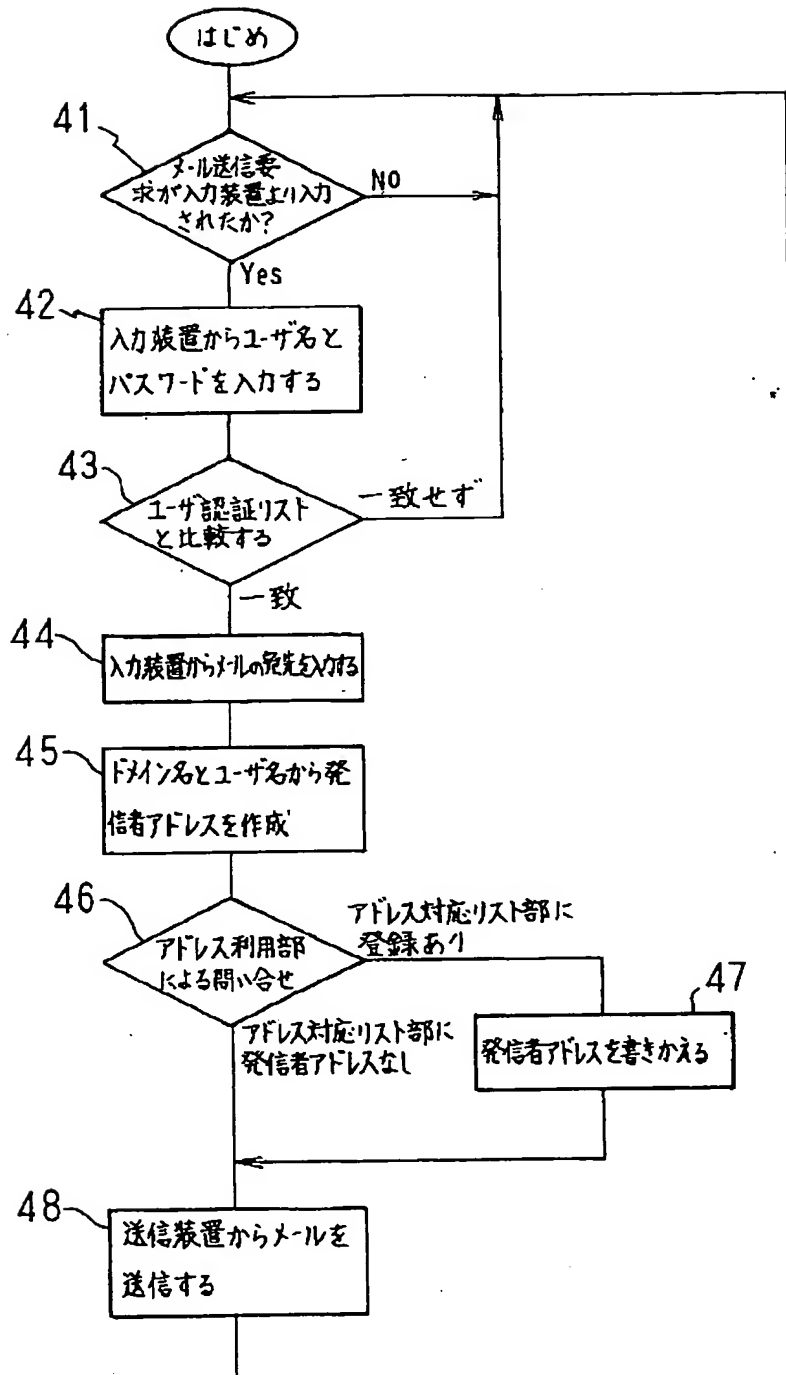 はじめ
41
メール送信要
求が入力装置より入力
されたか?
NO
Yes
42
入力装置からユーザ名と
パスワードを入力する
43
ユーザ認証リスト
と比較する
一致せず
一致
44
入力装置からメールの宛先を入力する
45
ドメイン名とユーザ名から発
信者アドレスを作成
46
アドレス利用部
による問い合せ
アドレス対応リスト部に
登録あり
47
発信者アドレスを書きかえる
アドレス対応リスト部に
発信者アドレスなし
48
送信装置からメールを
送信する